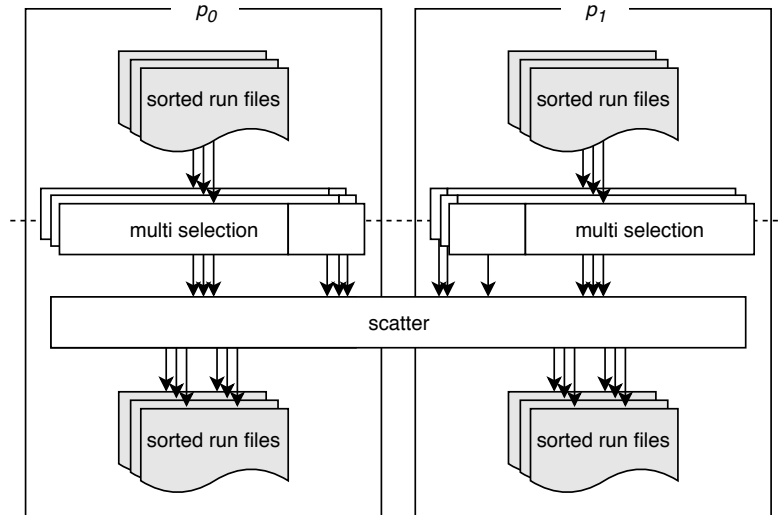 p0
p1
sorted run files
sorted run files
multi selection
multi selection
scatter
sorted run files
sorted run files